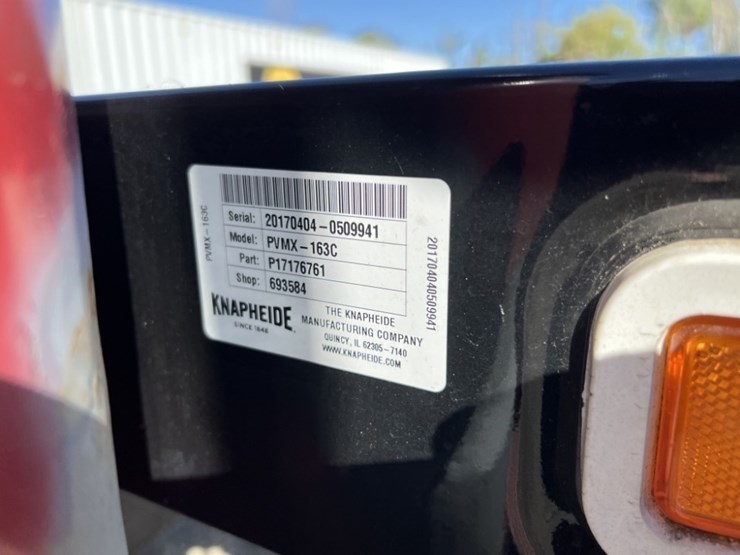 Serial: 20170404-0509941
Model: PVMX-163C
Part: P17176761
Shop: 693584
KNAPHEIDE
SINCE 1848
THE KNAPHEIDE
MANUFACTURING COMPANY
QUINCY, IL 62305-7140
WWW.KNAPHEIDE.COM
PVMX-163C
201704040509941